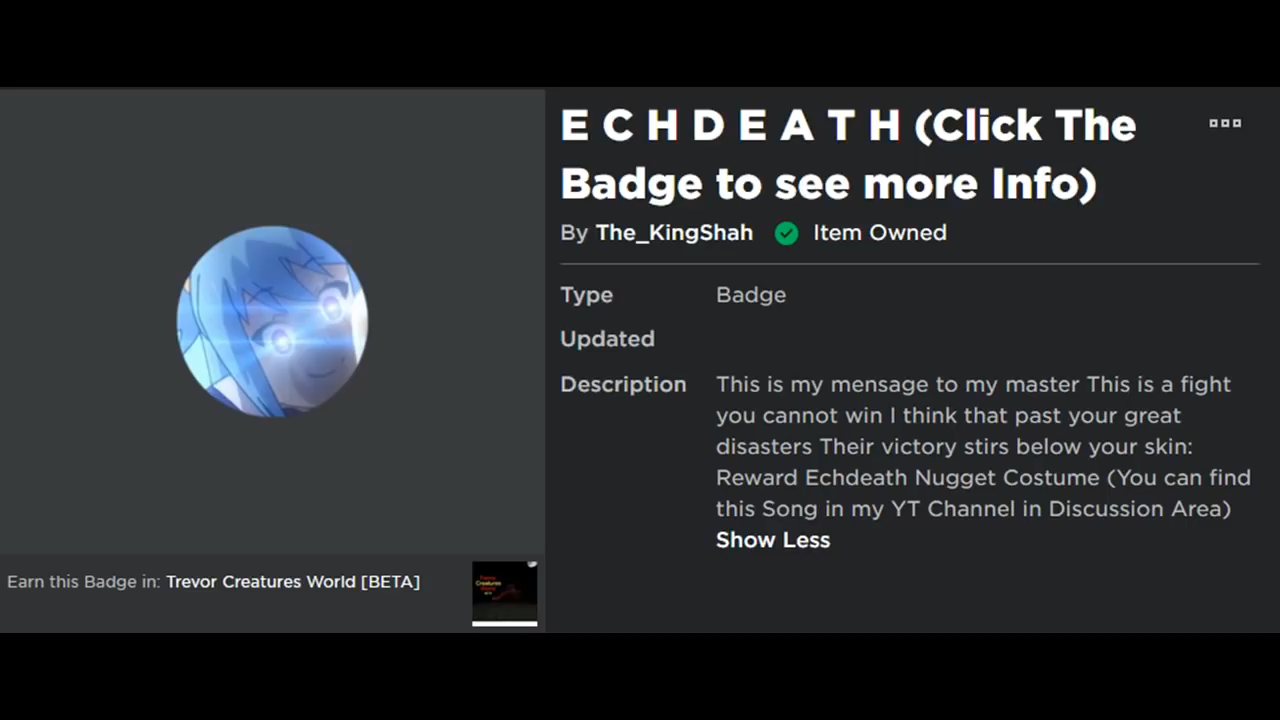 E C H D E A T H (Click The
Badge to see more Info)
By The_KingShah Item Owned
Type Badge
Updated
Description This is my mensage to my master This is a fight
you cannot win I think that past your great
disasters Their victory stirs below your skin:
Reward Echdeath Nugget Costume (You can find
this Song in my YT Channel in Discussion Area)
Show Less
Earn this Badge in: Trevor Creatures World [BETA]
Trevor
Creatures